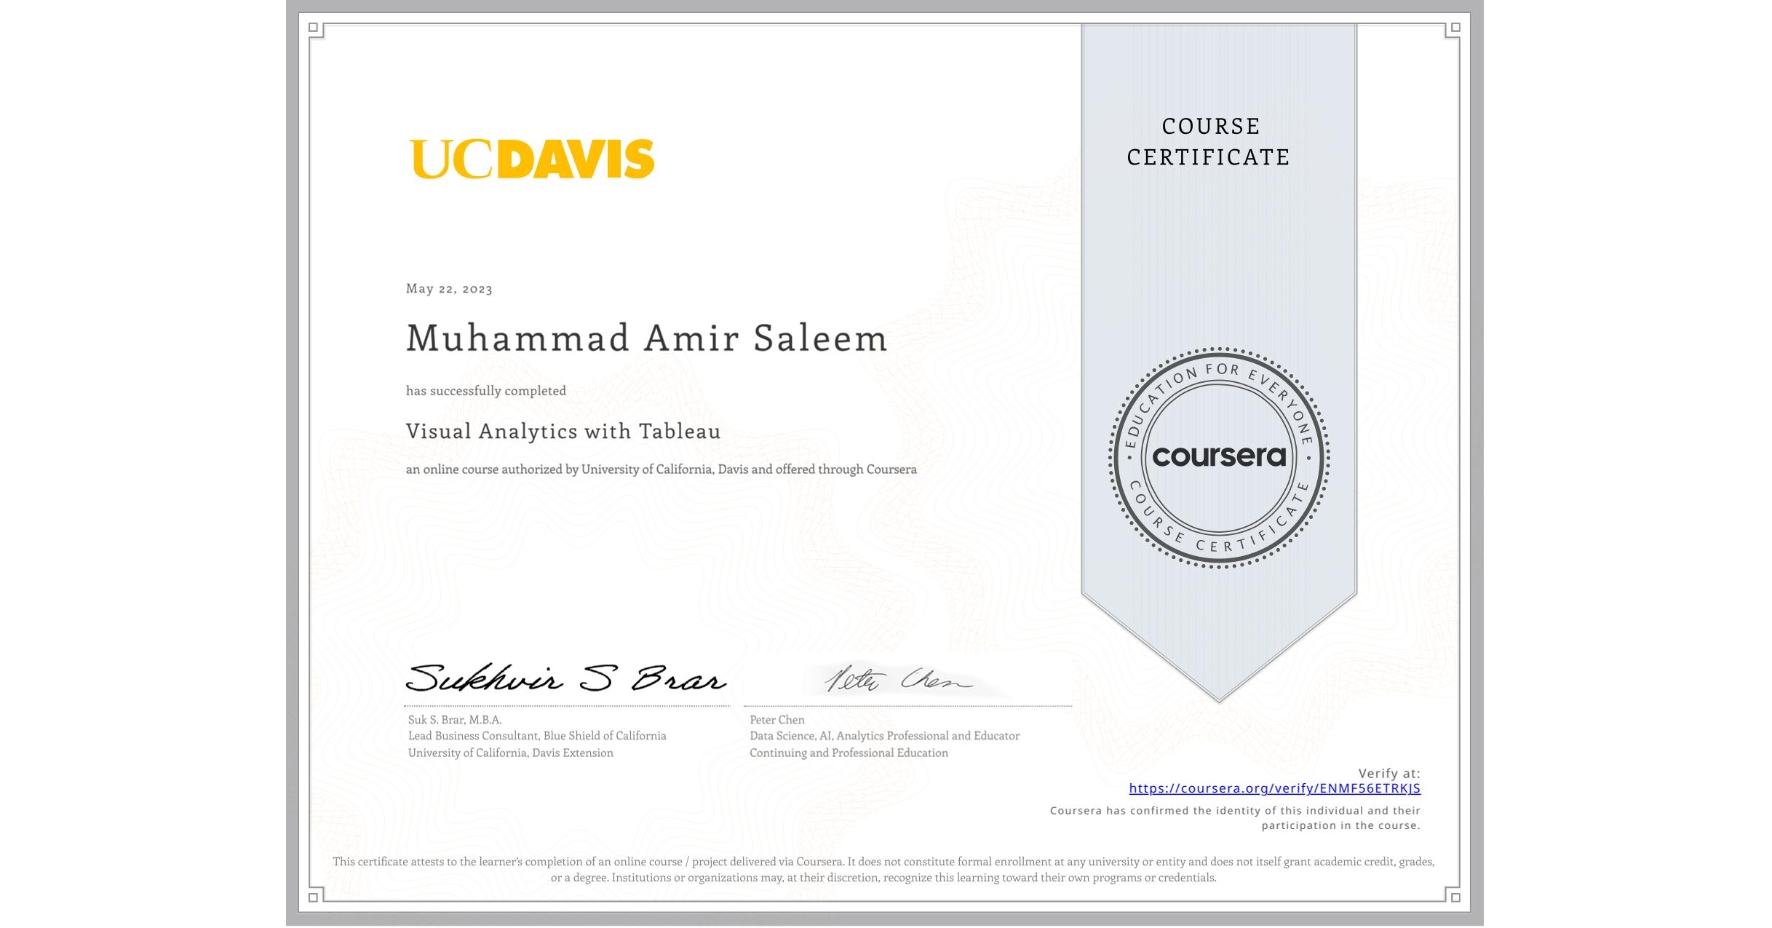 UCDAVIS
COURSE
CERTIFICATE
May 22, 2023
Muhammad Amir Saleem
has successfully completed
Visual Analytics with Tableau
an online course authorized by University of California, Davis and offered through Coursera
EDUCATION FOR EVERYONE
coursera
COURSE CERTIFICATE
Sukhvir S Brar
Peter Chen
Suk S. Brar, M.B.A.
Lead Business Consultant, Blue Shield of California
University of California, Davis Extension
Peter Chen
Data Science, AI, Analytics Professional and Educator
Continuing and Professional Education
Verify at:
https://coursera.org/verify/ENMF56ETRKJS
Coursera has confirmed the identity of this individual and their
participation in the course.
This certificate attests to the learner's completion of an online course / project delivered via Coursera. It does not constitute formal enrollment at any university or entity and does not itself grant academic credit, grades,
or a degree. Institutions or organizations may, at their discretion, recognize this learning toward their own programs or credentials.